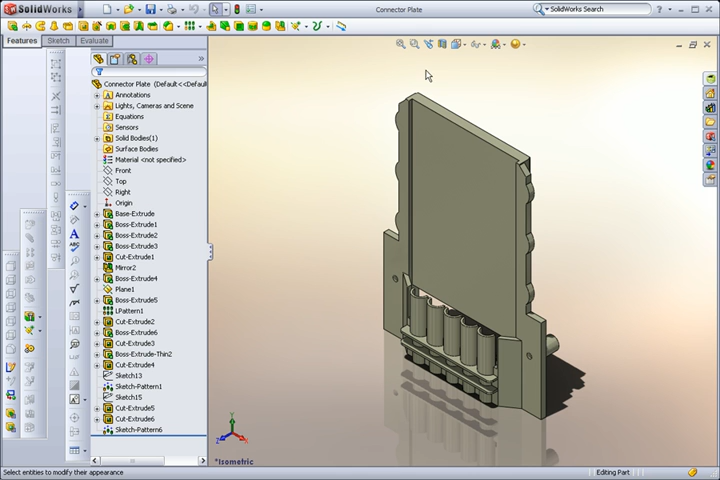 SolidWorks
Connector Plate
SolidWorks Search
Features
Sketch
Evaluate
Connector Plate (Default<<Default
Annotations
Lights, Cameras and Scene
Equations
Sensors
Solid Bodies(1)
Surface Bodies
Material <not specified>
Front
Top
Right
Origin
Base-Extrude
Boss-Extrude1
Boss-Extrude2
Boss-Extrude3
Cut-Extrude1
Mirror2
Boss-Extrude4
Plane1
Boss-Extrude5
LPattern1
Cut-Extrude2
Boss-Extrude6
Cut-Extrude3
Boss-Extrude-Thin2
Cut-Extrude4
Sketch13
Sketch-Pattern1
Sketch15
Cut-Extrude5
Cut-Extrude6
Sketch-Pattern6
A
ABC
Y
Z
X
*Isometric
Select entities to modify their appearance
Editing Part